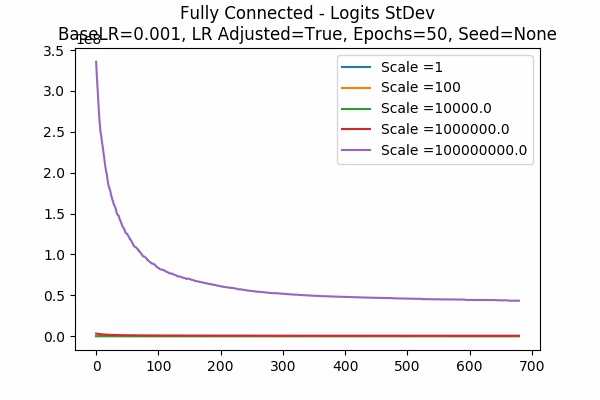 Fully Connected - Logits StDev
BaseLR=0.001, LR Adjusted=True, Epochs=50, Seed=None
1e8
3.5
3.0
2.5
2.0
1.5
1.0
0.5
0.0
Scale =1
Scale =100
Scale =10000.0
Scale =1000000.0
Scale =100000000.0
0 100 200 300 400 500 600 700